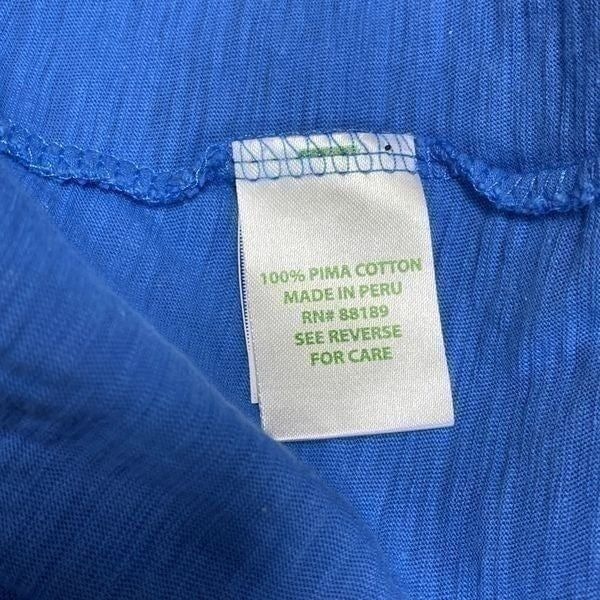 100% PIMA COTTON
MADE IN PERU
RN# 88189
SEE REVERSE
FOR CARE